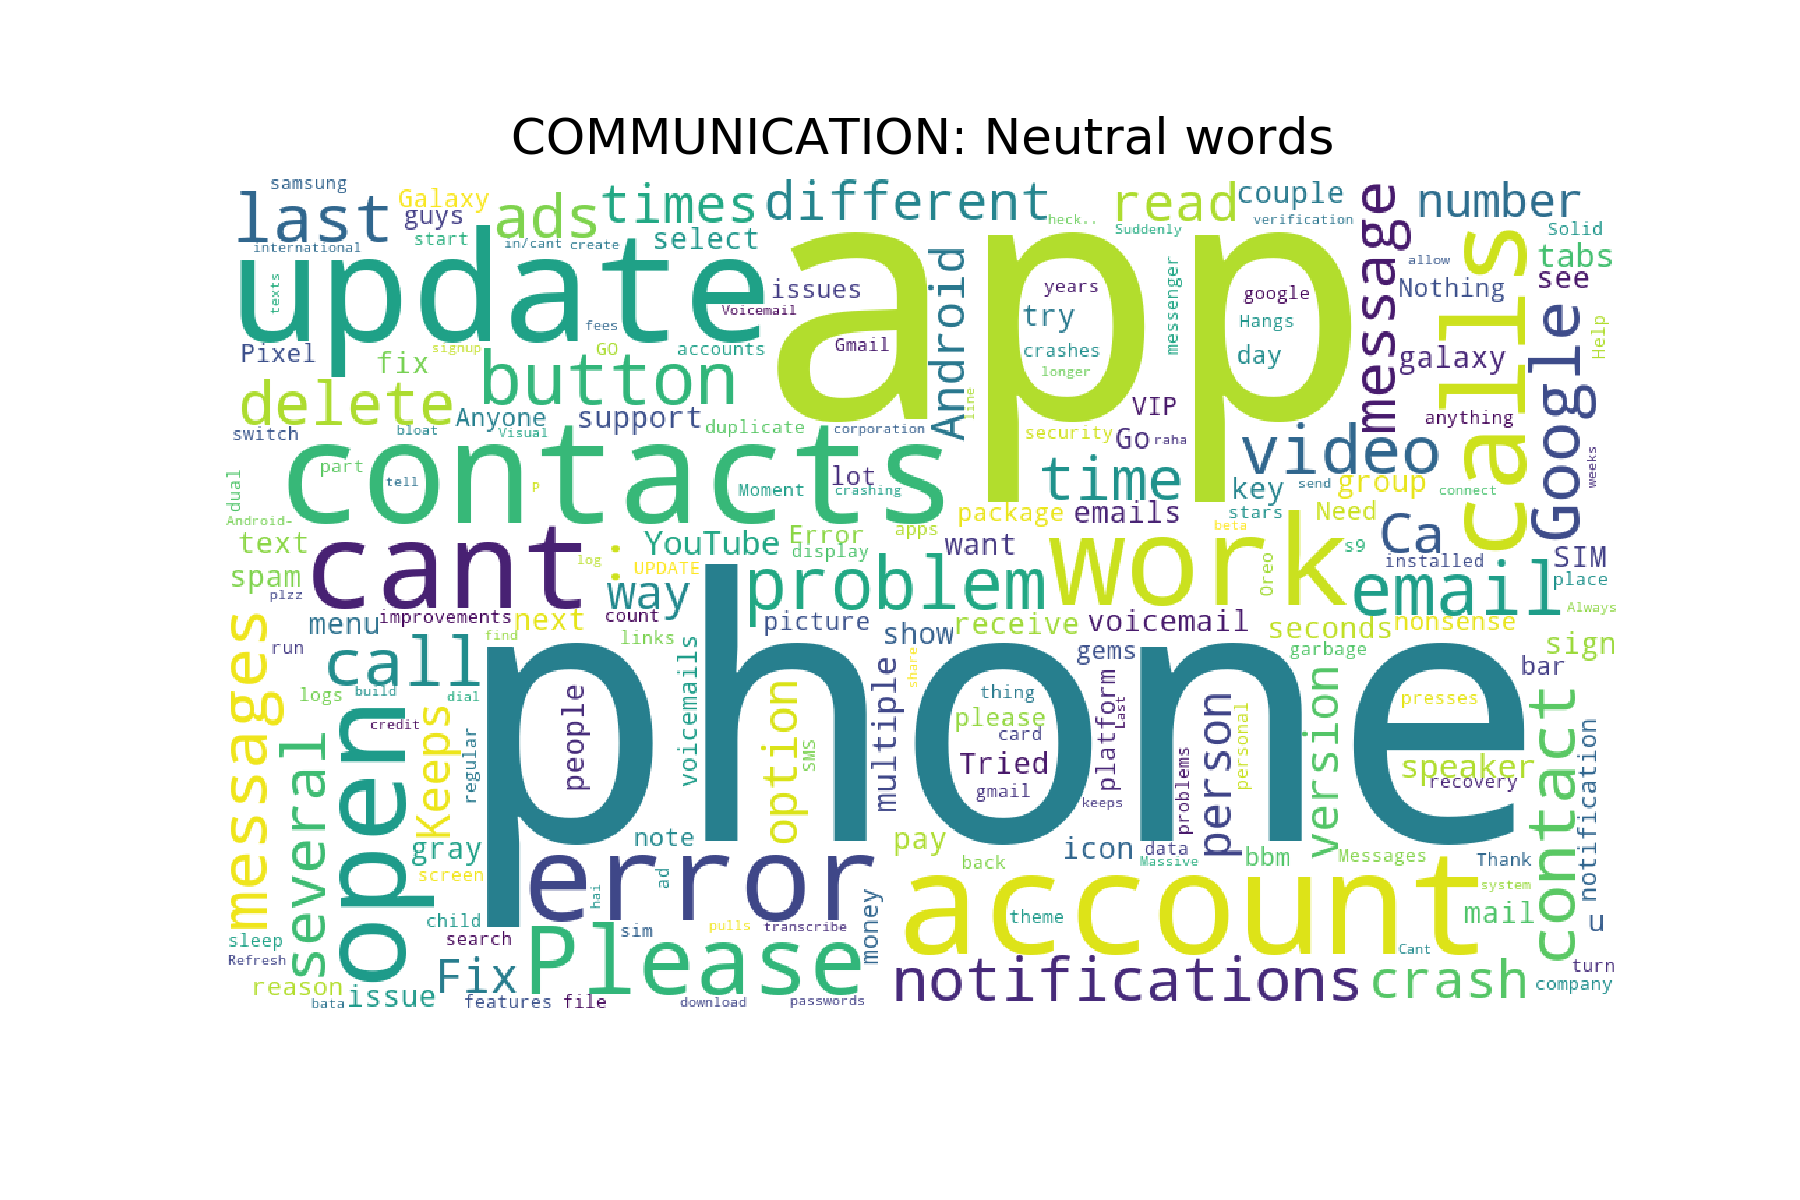 COMMUNICATION: Neutral words
samsung
Galaxy
last
guys
ads
times
different
read
couple
message
number
heck..
verification
Suddenly
Solid
international
start
in/cant
create
select
update
app
calls
tabs
texts
issues
Android
years
messenger
google
allow
Nothing
see
Voicemail
fees
try
Hangs
Google
Help
Pixel
signup
GO
accounts
Gmail
crashes
day
galaxy
fix
button
longer
delete
line
VIP
anything
Anyone
support
duplicate
corporation
security
Go
raha
video
switch
bloat
Visual
contacts
part
tell
P
Moment
lot
crashing
time
key
send
group
connect
weeks
dual
Android-
package
emails
stars
Need
beta
text
cant
:
log
YouTube
Error
display
apps
want
work
s9
Ca
installed
SIM
spam
plzz
UPDATE
way
problem
Oreo
email
place
Always
messages
menu
improvements
next
count
picture
show
receive
voicemail
seconds
nonsense
find
links
run
call
phone
voicemails
share
gems
garbage
sign
bar
logs
build
dial
people
option
multiple
thing
platform
Last
person
personal
version
presses
contact
credit
open
Keeps
regular
SMS
please
card
Tried
speaker
recovery
notification
several
gmail
keeps
problems
gray
note
pay
icon
data
bbm
Messages
Thank
screen
error
ad
hai
back
Massive
account
system
child
money
theme
mail
u
sleep
search
sim
pulls
transcribe
Cant
Refresh
Fix
Please
notifications
crash
turn
reason
bata
issue
features
file
download
passwords
company